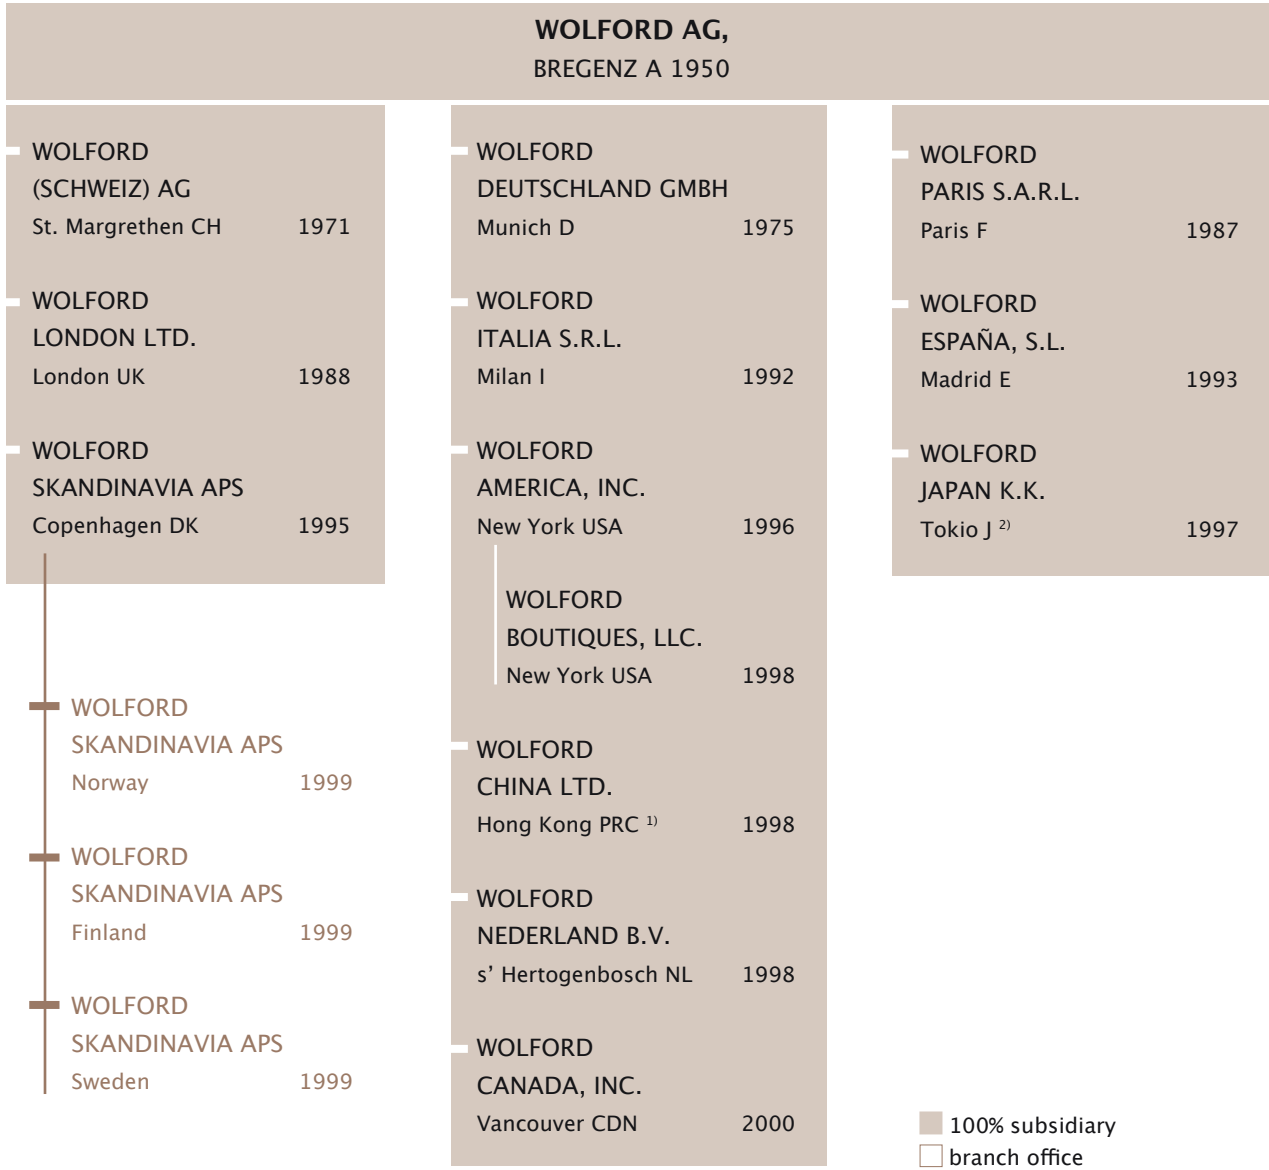 WOLFORD AG,
BREGENZ A 1950
WOLFORD
(SCHWEIZ) AG
St. Margrethen CH 1971
WOLFORD
LONDON LTD.
London UK 1988
WOLFORD
SKANDINAVIA APS
Copenhagen DK 1995
WOLFORD
SKANDINAVIA APS
Norway 1999
WOLFORD
SKANDINAVIA APS
Finland 1999
WOLFORD
SKANDINAVIA APS
Sweden 1999
WOLFORD
DEUTSCHLAND GMBH
Munich D 1975
WOLFORD
ITALIA S.R.L.
Milan I 1992
WOLFORD
AMERICA, INC.
New York USA 1996
WOLFORD
BOUTIQUES, LLC.
New York USA 1998
WOLFORD
CHINA LTD.
Hong Kong PRC 1) 1998
WOLFORD
NEDERLAND B.V.
s’ Hertogenbosch NL 1998
WOLFORD
CANADA, INC.
Vancouver CDN 2000
WOLFORD
PARIS S.A.R.L.
Paris F 1987
WOLFORD
ESPAÑA, S.L.
Madrid E 1993
WOLFORD
JAPAN K.K.
Tokio J 2) 1997
100% subsidiary
branch office